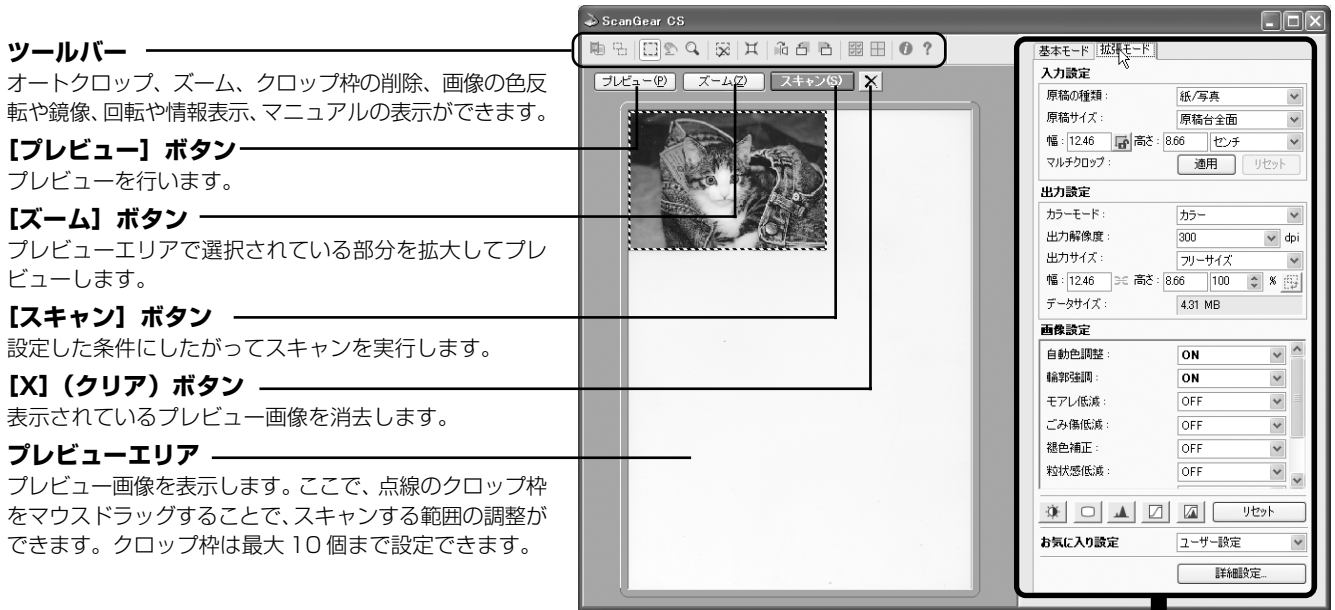 ツールバー
オートクロップ、ズーム、クロップ枠の削除、画像の色反
転や鏡像、回転や情報表示、マニュアルの表示ができます。
[プレビュー] ボタン
プレビューを行います。
[ズーム] ボタン
プレビューエリアで選択されている部分を拡大してプレ
ビューします。
[スキャン] ボタン
設定した条件にしたがってスキャンを実行します。
[X]（クリア）ボタン
表示されているプレビュー画像を消去します。
プレビューエリア
プレビュー画像を表示します。ここで、点線のクロップ枠
をマウスドラッグすることで、スキャンする範囲の調整が
できます。クロップ枠は最大 10 個まで設定できます。
ScanGear CS
プレビュー(P) ズーム(Z) スキャン(S)
基本モード 拡張モード
入力設定
原稿の種類： 紙/写真
原稿サイズ： 原稿台全面
幅： 12.46 高さ： 8.66 センチ
マルチクロップ： 適用 リセット
出力設定
カラーモード： カラー
出力解像度： 300 dpi
出力サイズ： フリーサイズ
幅： 12.46 高さ： 8.66 100 %
データサイズ： 4.31 MB
画像設定
自動色調整： ON
輪郭強調： ON
モアレ低減： OFF
ごみ傷低減： OFF
褪色補正： OFF
粒状感低減： OFF
リセット
お気に入り設定 ユーザー設定
詳細設定...